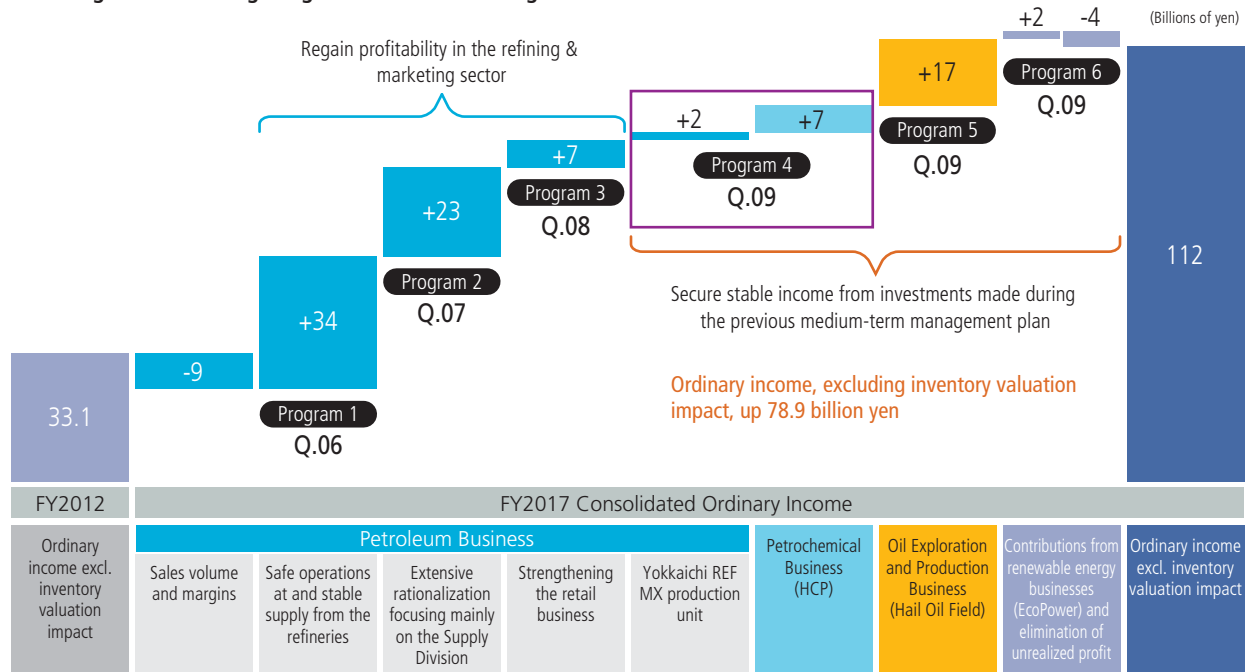 +2
-4
(Billions of yen)
Regain profitability in the refining &
marketing sector
+17
Program 6
Q.09
+2
+7
Program 5
Q.09
+7
Program 4
Q.09
Program 3
Q.08
+23
Program 2
Q.07
112
Secure stable income from investments made during
the previous medium-term management plan
+34
-9
Ordinary income, excluding inventory valuation
impact, up 78.9 billion yen
33.1
Program 1
Q.06
FY2012
FY2017 Consolidated Ordinary Income
Ordinary
income excl.
inventory
valuation
impact
Petroleum Business
Sales volume
and margins
Safe operations
at and stable
supply from the
refineries
Extensive
rationalization
focusing mainly
on the Supply
Division
Strengthening
the retail
business
Yokkaichi REF
MX production
unit
Petrochemical
Business
(HCP)
Oil Exploration
and Production
Business
(Hail Oil Field)
Contributions from
renewable energy
businesses
(EcoPower) and
elimination of
unrealized profit
Ordinary income
excl. inventory
valuation impact